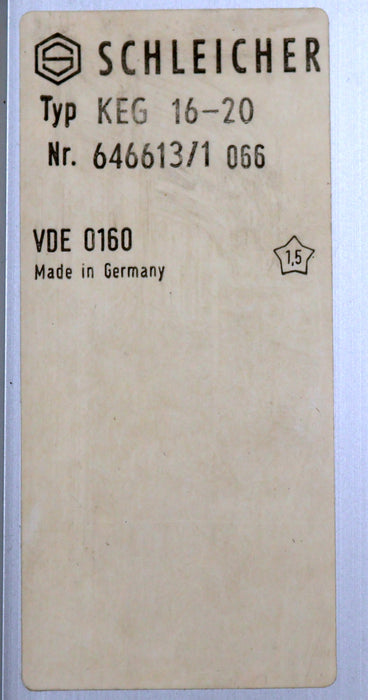 SCHLEICHER
Typ KEG 16-20
Nr. 646613/1 066
VDE 0160
Made in Germany
1,5